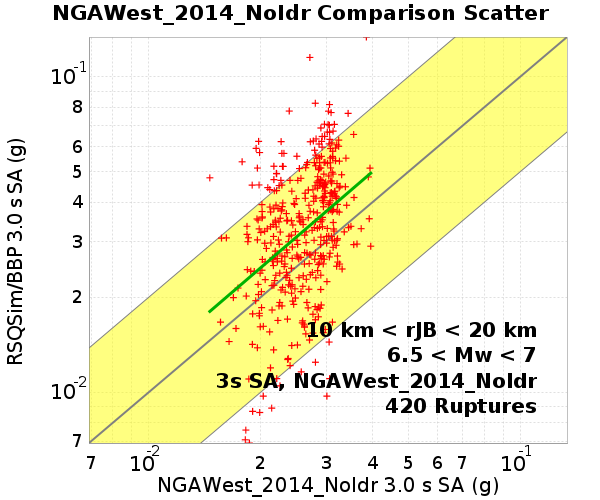 NGAWest_2014_NoIdr Comparison Scatter
RSQSim/BBP 3.0 s SA (g)
10⁻¹
8
6
5
4
3
2
10⁻²
7
10 km < rJB < 20 km
6.5 < Mw < 7
3s SA, NGAWest_2014_NoIdr
420 Ruptures
7 10⁻² 2 3 4 5 6 7 10⁻¹
NGAWest_2014_NoIdr 3.0 s SA (g)